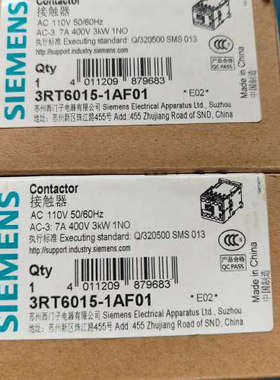 SIEMENS
Contactor
接触器
AC 110V 50/60Hz
AC-3: 7A 400V 3kW 1NO
执行标准 Executing standard: Q/320500 SMS 013
http://support.industry.siemens.com
Qty
1
4 011209 879683
3RT6015-1AF01
*E02*
苏州西门子电器有限公司 Siemens Electrical Apparatus Ltd., Suzhou
地址: 苏州新区珠江路455号 Add. 455 Zhujiang Road of SND, China
CCC
产品合格
QC PASS
Made in China
中国制造
SIEMENS
Contactor
接触器
AC 110V 50/60Hz
AC-3: 7A 400V 3kW 1NO
执行标准 Executing standard: Q/320500 SMS 013
http://support.industry.siemens.com
Qty
1
4 011209 879683
3RT6015-1AF01
*E02*
苏州西门子电器有限公司 Siemens Electrical Apparatus Ltd., Suzhou
地址: 苏州新区珠江路455号 Add. 455 Zhujiang Road of SND, China
CCC
产品合格
QC PASS
Made in China
中国制造